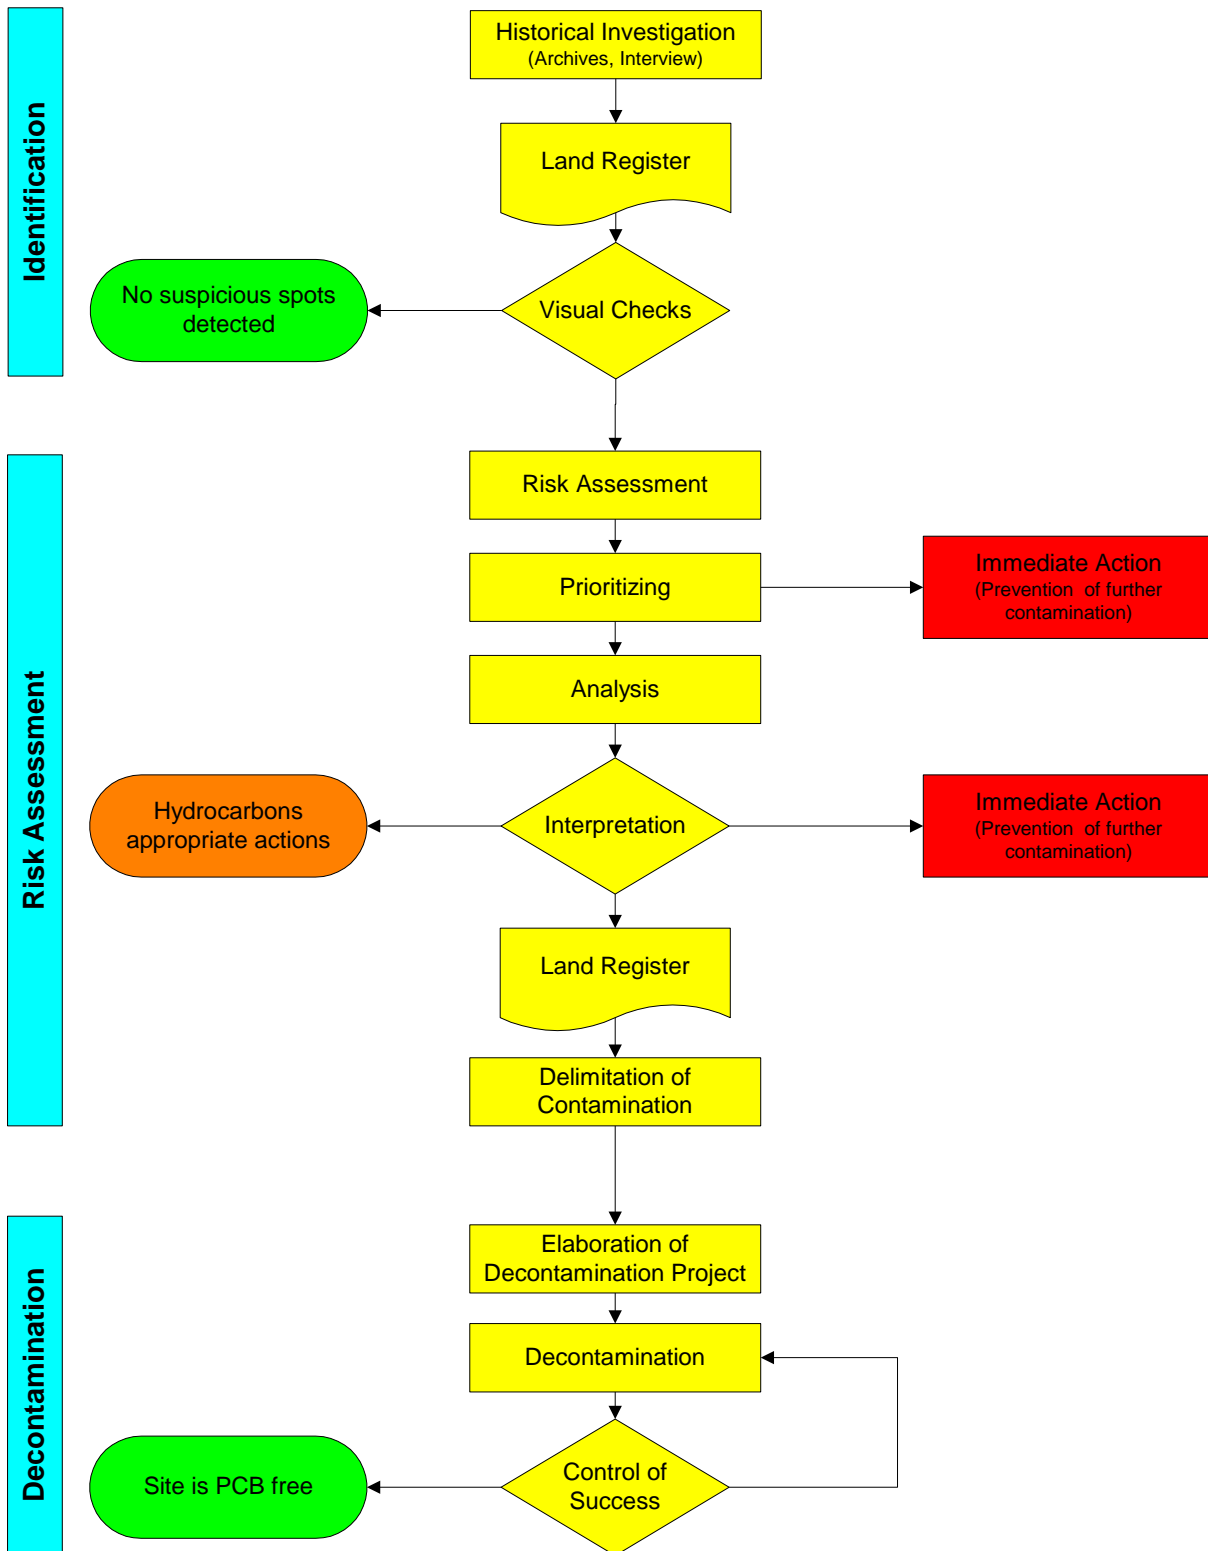 Identification
Historical Investigation
(Archives, Interview)
Land Register
No suspicious spots
detected
Visual Checks
Risk Assessment
Risk Assessment
Prioritizing
Immediate Action
(Prevention of further
contamination)
Analysis
Hydrocarbons
appropriate actions
Interpretation
Immediate Action
(Prevention of further
contamination)
Land Register
Delimitation of
Contamination
Decontamination
Elaboration of
Decontamination Project
Decontamination
Site is PCB free
Control of
Success